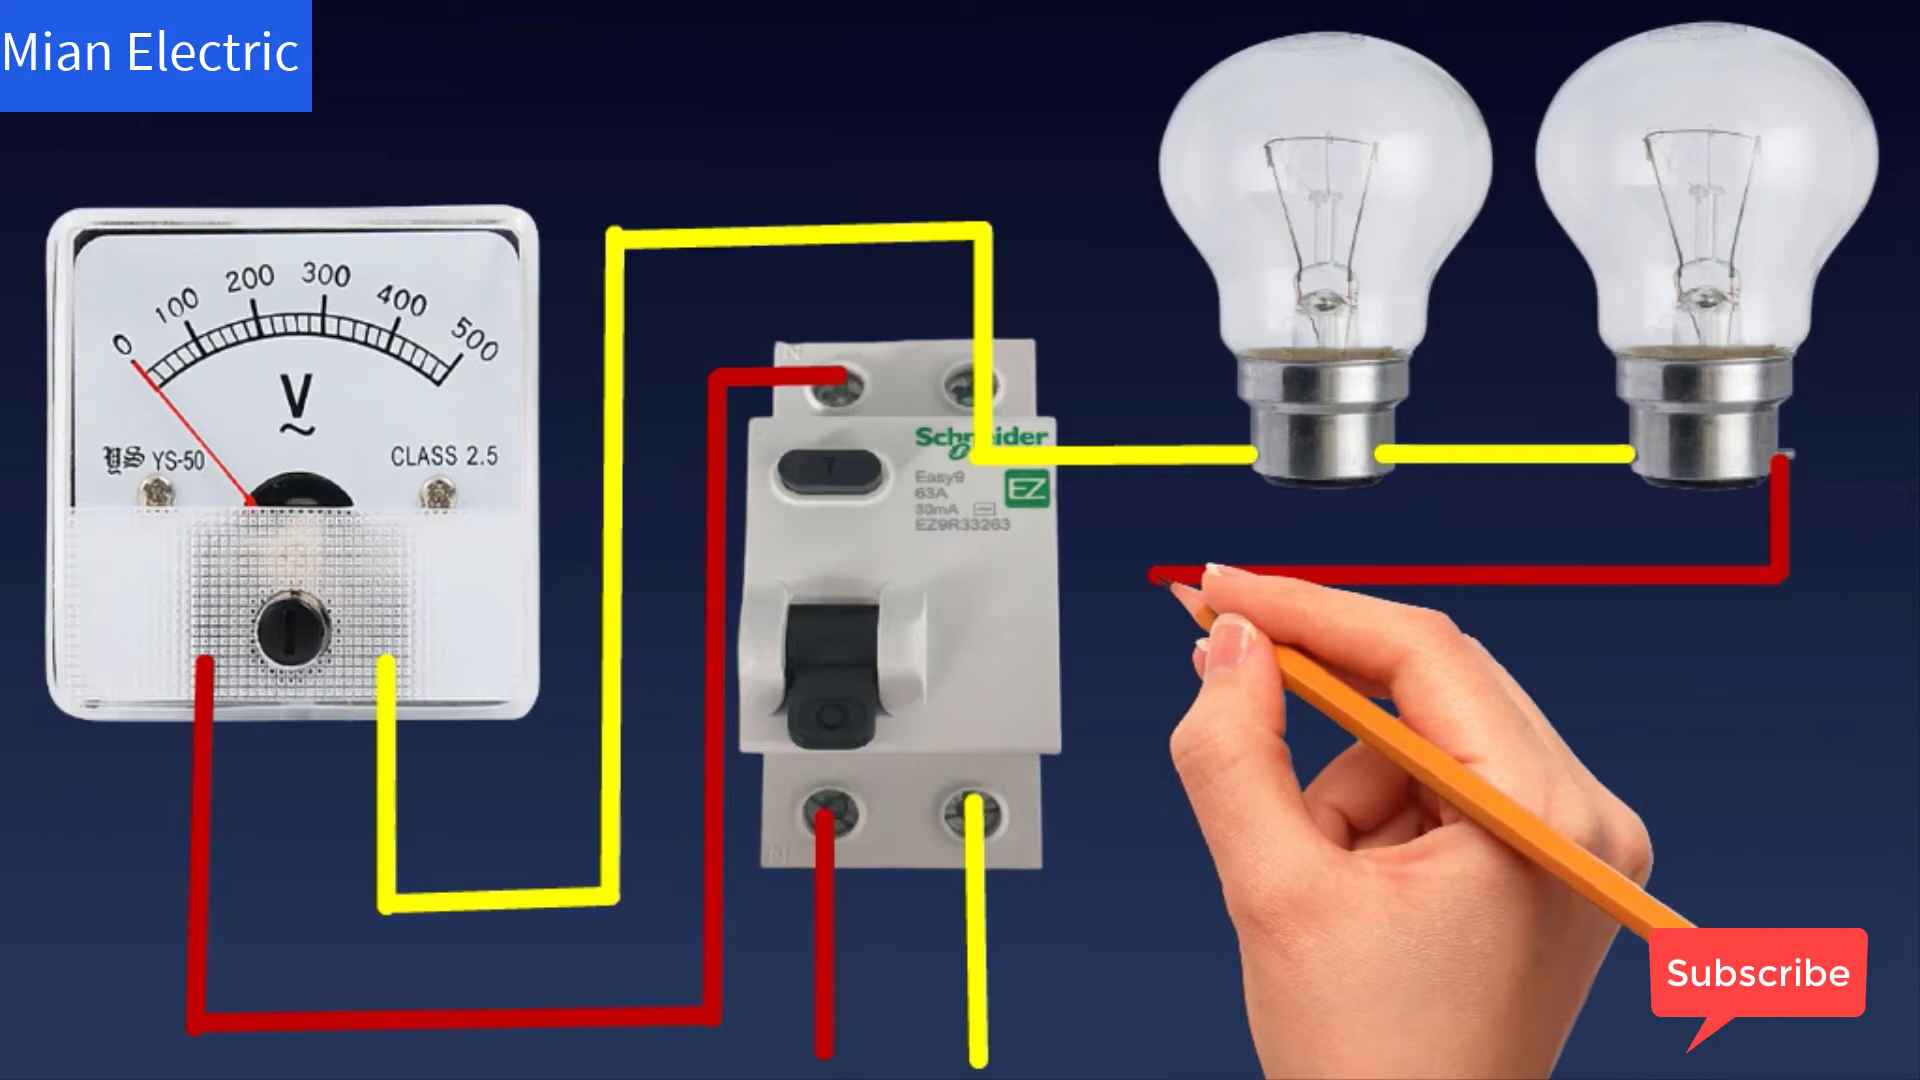 Mian Electric
0
100
200
300
400
500
V
YS-50
CLASS 2.5
N
Schneider
Easy9
EZ
63A
30mA
EZ9R33263
T
N
Subscribe